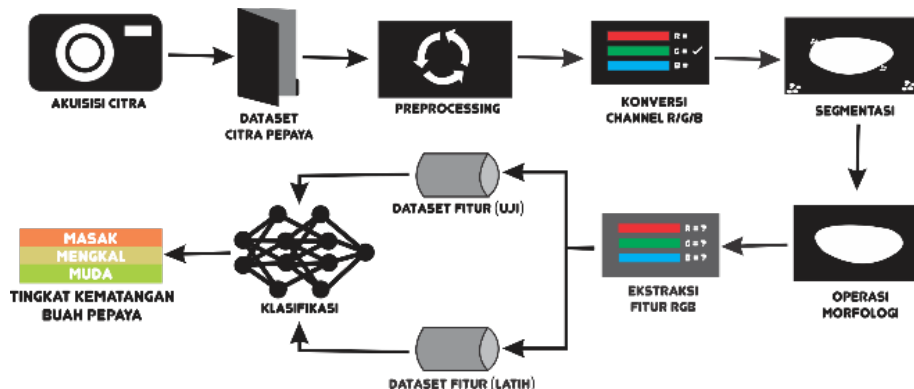 AKUISISI CITRA
DATASET
CITRA PEPAYA
PREPROCESSING
R=
G= ✓
B=
KONVERSI
CHANNEL R/G/B
SEGMENTASI
DATASET FITUR (UJI)
MASAK
MENGKAL
MUDA
TINGKAT KEMATANGAN
BUAH PEPAYA
KLASIFIKASI
R=?
G=?
B=?
EKSTRAKSI
FITUR RGB
OPERASI
MORFOLOGI
DATASET FITUR (LATIH)